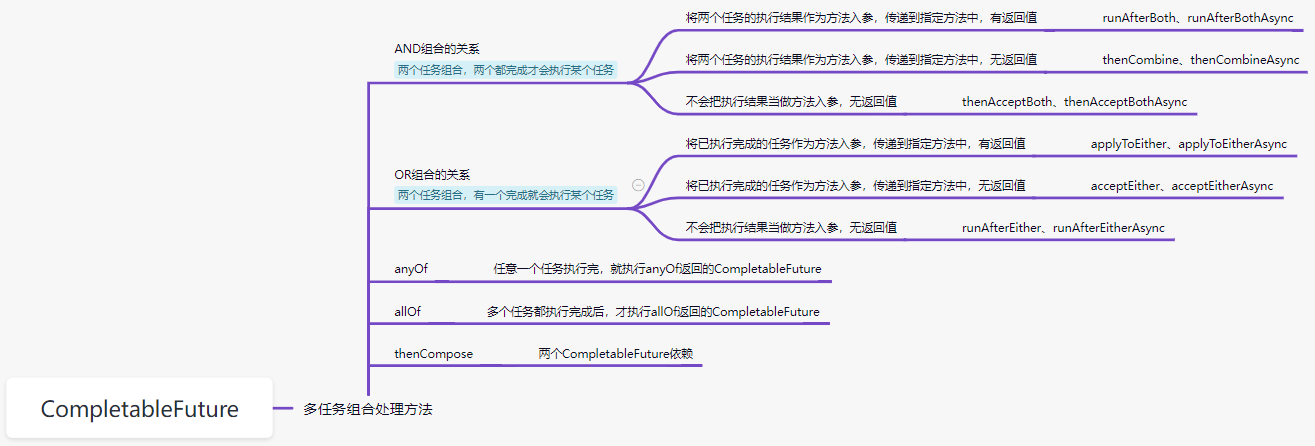 将两个任务的执行结果作为方法入参，传递到指定方法中，有返回值 runAfterBoth、runAfterBothAsync
AND组合的关系
两个任务组合，两个都完成才会执行某个任务
将两个任务的执行结果作为方法入参，传递到指定方法中，无返回值 thenCombine、thenCombineAsync
不会把执行结果当做方法入参，无返回值 thenAcceptBoth、thenAcceptBothAsync
将已执行完成的任务作为方法入参，传递到指定方法中，有返回值 applyToEither、applyToEitherAsync
OR组合的关系
两个任务组合，有一个完成就会执行某个任务
将已执行完成的任务作为方法入参，传递到指定方法中，无返回值 acceptEither、acceptEitherAsync
不会把执行结果当做方法入参，无返回值 runAfterEither、runAfterEitherAsync
anyOf 任意一个任务执行完，就执行anyOf返回的CompletableFuture
allOf 多个任务都执行完成后，才执行allOf返回的CompletableFuture
thenCompose 两个CompletableFuture依赖
CompletableFuture 多任务组合处理方法